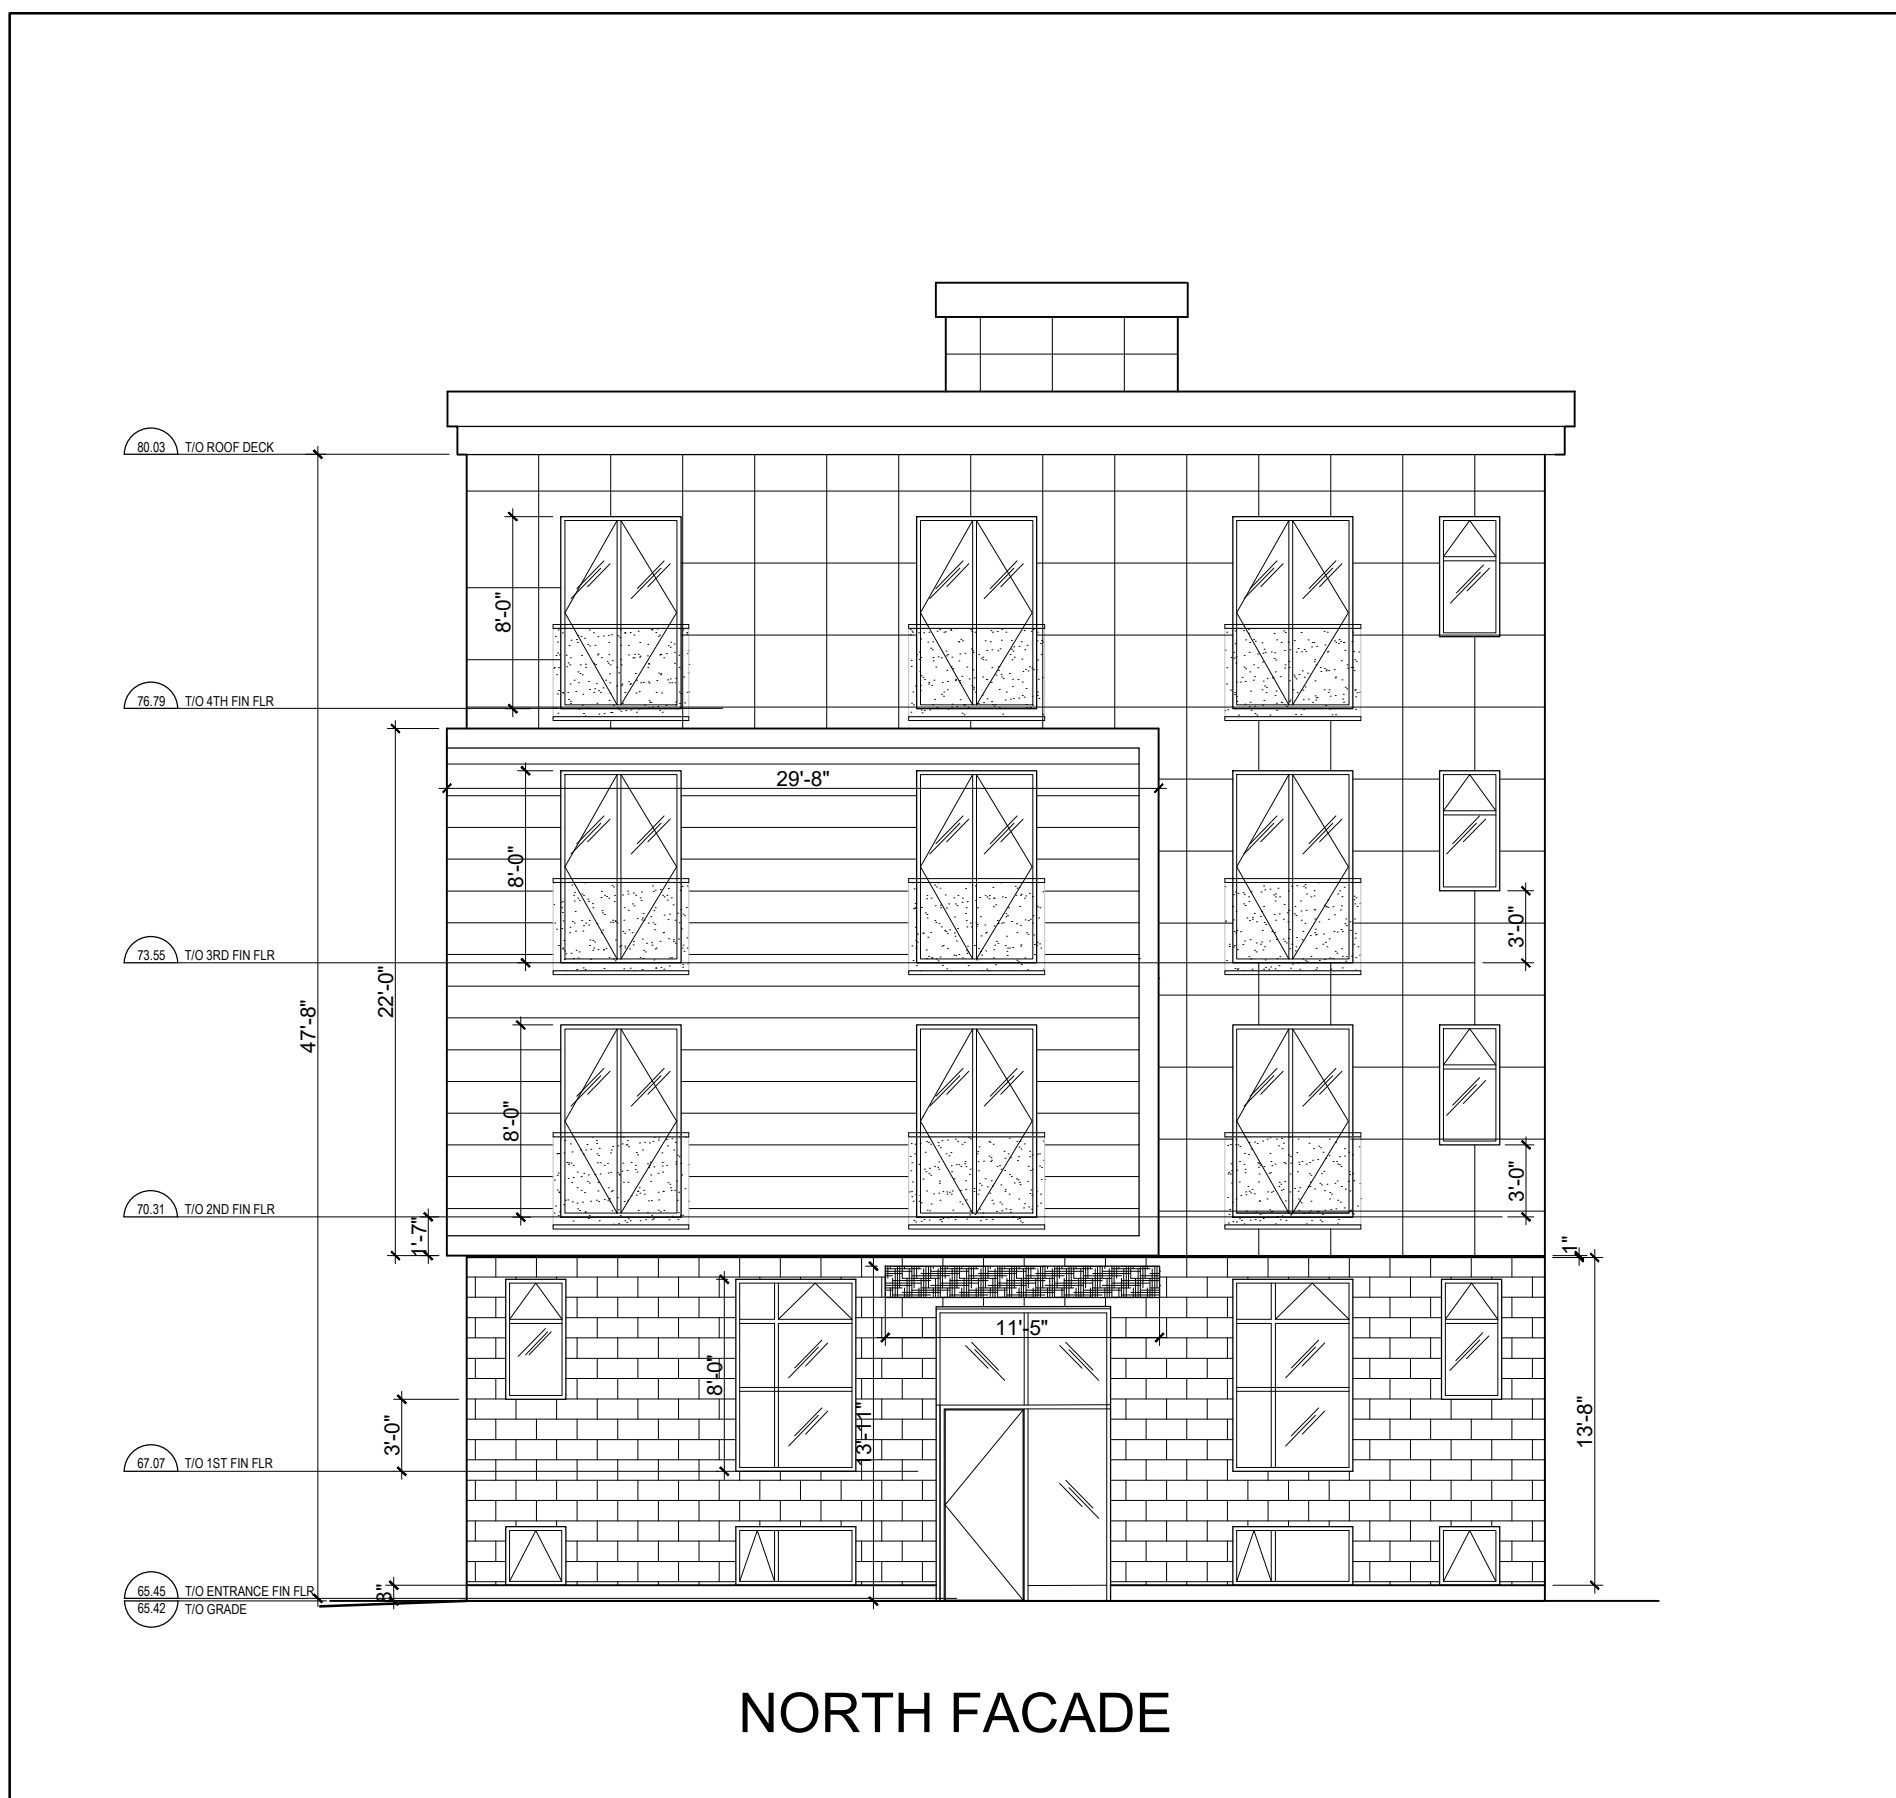 80.03 T/O ROOF DECK
8'-0"
76.79 T/O 4TH FIN FLR
29'-8"
8'-0"
3'-0"
73.55 T/O 3RD FIN FLR
22'-0"
47'-8"
8'-0"
3'-0"
70.31 T/O 2ND FIN FLR
1'-7"
1"
11'-5"
8'-0"
13'-11"
13'-8"
3'-0"
67.07 T/O 1ST FIN FLR
65.45 T/O ENTRANCE FIN FLR
8"
65.42 T/O GRADE
NORTH FACADE